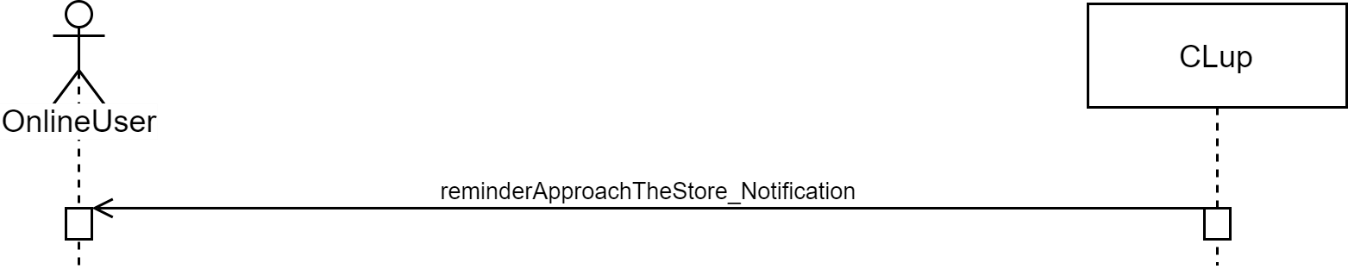 CLup
OnlineUser
reminderApproachTheStore_Notification